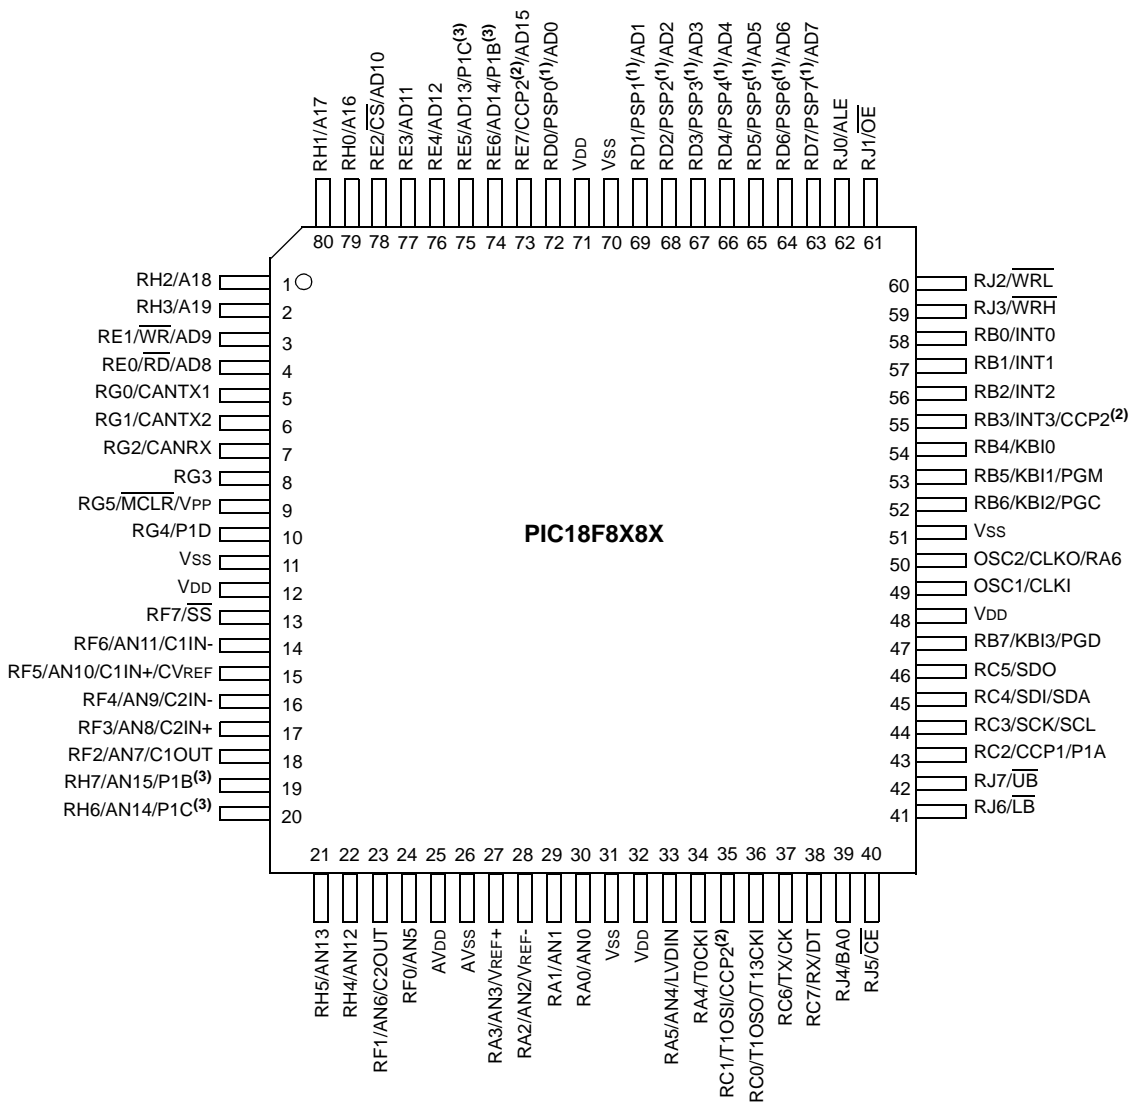 RH1/A17
RH0/A16
RE2/C̅S̅/AD10
RE3/AD11
RE4/AD12
RE5/AD13/P1C(3)
RE6/AD14/P1B(3)
RE7/CCP2(2)/AD15
RD0/PSP0(1)/AD0
VDD
VSS
RD1/PSP1(1)/AD1
RD2/PSP2(1)/AD2
RD3/PSP3(1)/AD3
RD4/PSP4(1)/AD4
RD5/PSP5(1)/AD5
RD6/PSP6(1)/AD6
RD7/PSP7(1)/AD7
RJ0/ALE
RJ1/O̅E̅
80 79 78 77 76 75 74 73 72 71 70 69 68 67 66 65 64 63 62 61
RH2/A18 1
RH3/A19 2
RE1/W̅R̅/AD9 3
RE0/R̅D̅/AD8 4
RG0/CANTX1 5
RG1/CANTX2 6
RG2/CANRX 7
RG3 8
RG5/M̅C̅L̅R̅/VPP 9
RG4/P1D 10
VSS 11
VDD 12
RF7/S̅S̅ 13
RF6/AN11/C1IN- 14
RF5/AN10/C1IN+/CVREF 15
RF4/AN9/C2IN- 16
RF3/AN8/C2IN+ 17
RF2/AN7/C1OUT 18
RH7/AN15/P1B(3) 19
RH6/AN14/P1C(3) 20
PIC18F8X8X
60 RJ2/W̅R̅L̅
59 RJ3/W̅R̅H̅
58 RB0/INT0
57 RB1/INT1
56 RB2/INT2
55 RB3/INT3/CCP2(2)
54 RB4/KBI0
53 RB5/KBI1/PGM
52 RB6/KBI2/PGC
51 VSS
50 OSC2/CLKO/RA6
49 OSC1/CLKI
48 VDD
47 RB7/KBI3/PGD
46 RC5/SDO
45 RC4/SDI/SDA
44 RC3/SCK/SCL
43 RC2/CCP1/P1A
42 RJ7/U̅B̅
41 RJ6/L̅B̅
21 22 23 24 25 26 27 28 29 30 31 32 33 34 35 36 37 38 39 40
RH5/AN13
RH4/AN12
RF1/AN6/C2OUT
RF0/AN5
AVDD
AVSS
RA3/AN3/VREF+
RA2/AN2/VREF-
RA1/AN1
RA0/AN0
VSS
VDD
RA5/AN4/LVDIN
RA4/T0CKI
RC1/T1OSI/CCP2(2)
RC0/T1OSO/T13CKI
RC6/TX/CK
RC7/RX/DT
RJ4/BA0
RJ5/C̅E̅